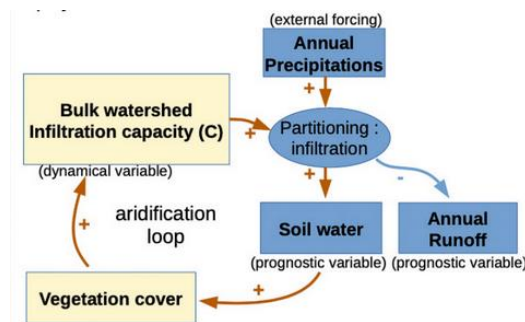 (external forcing)
Annual
Precipitations
+
Bulk watershed
Infiltration capacity (C)
+
Partitioning :
infiltration
(dynamical variable)
+
-
+
aridification
loop
Soil water
Annual
Runoff
(prognostic variable)
(prognostic variable)
Vegetation cover
+